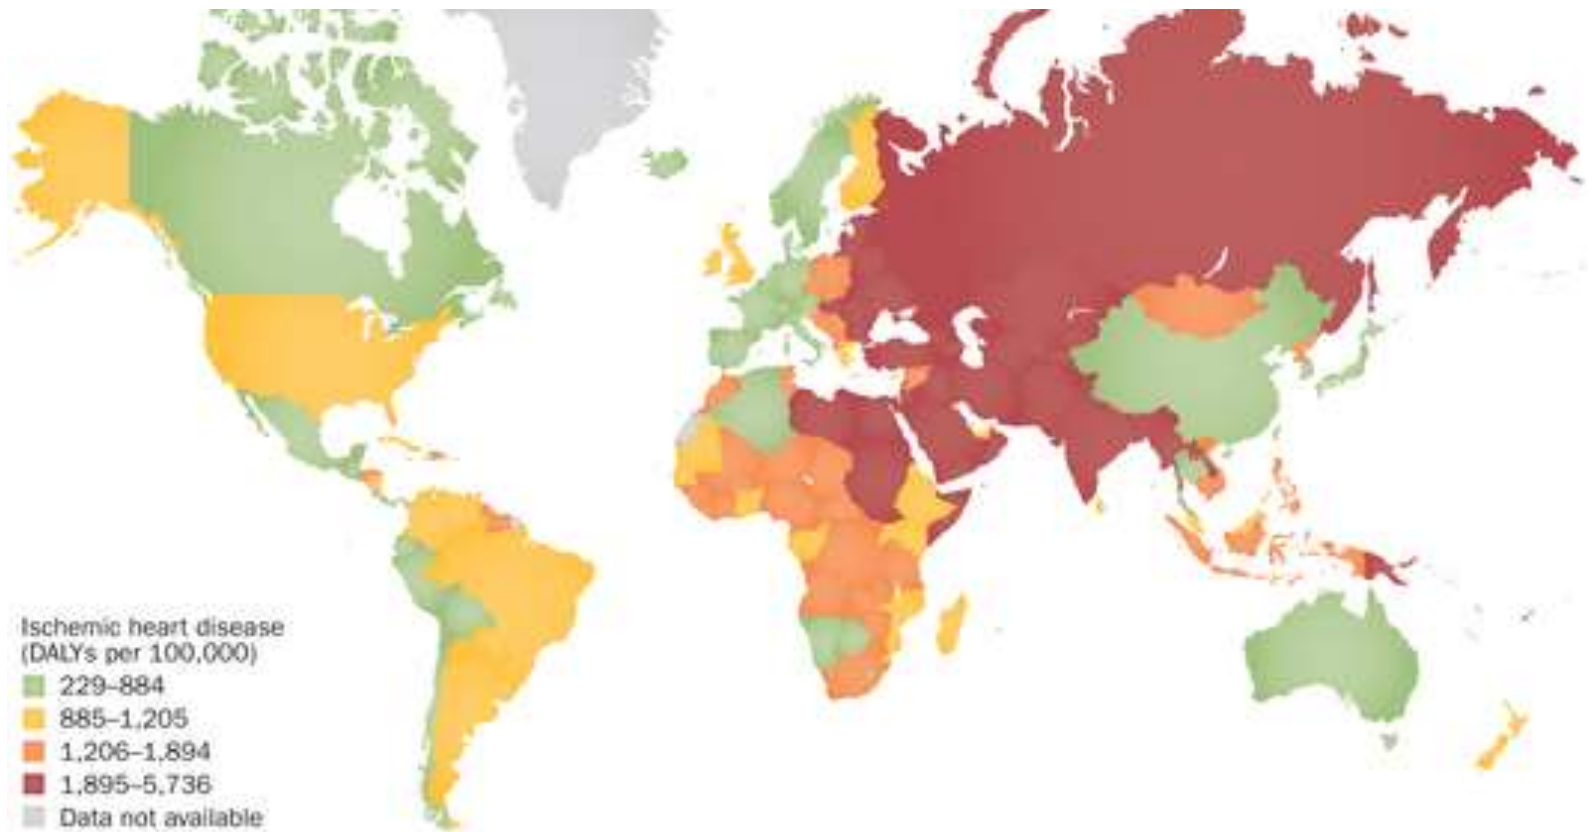 Ischemic heart disease
(DALYs per 100,000)
229–884
885–1,205
1,206–1,894
1,895–5,736
Data not available